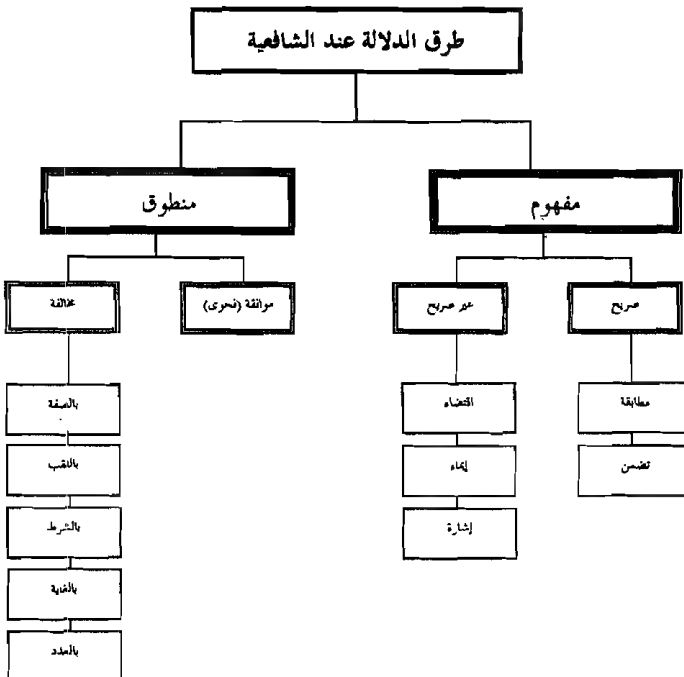 طرق الدلالة عند الشافعية
مفهوم
منطوق
صريح
غير صريح
موافقة (فحوى)
مخالفة
مطابقة
تضمن
اقتضاء
إيماء
إشارة
بالصفة
باللقب
بالشرط
بالغاية
بالعدد